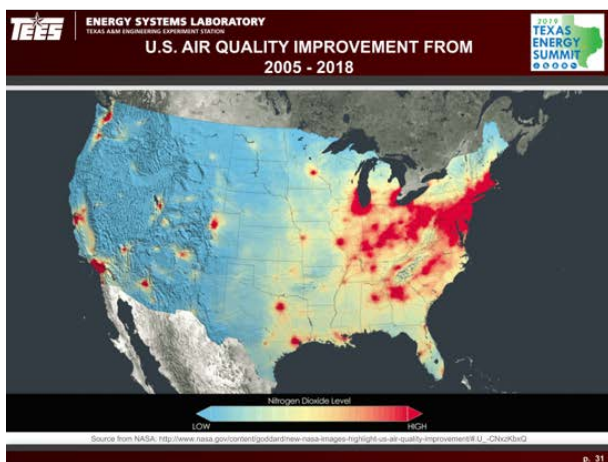 TEES
ENERGY SYSTEMS LABORATORY
TEXAS A&M ENGINEERING EXPERIMENT STATION
U.S. AIR QUALITY IMPROVEMENT FROM
2005 - 2018
2019
TEXAS
ENERGY
SUMMIT
Nitrogen Dioxide Level
LOW
HIGH
Source from NASA: http://www.nasa.gov/content/goddard/new-nasa-images-highlight-us-air-quality-improvement/#.U_-CNxzKbxQ
p. 31